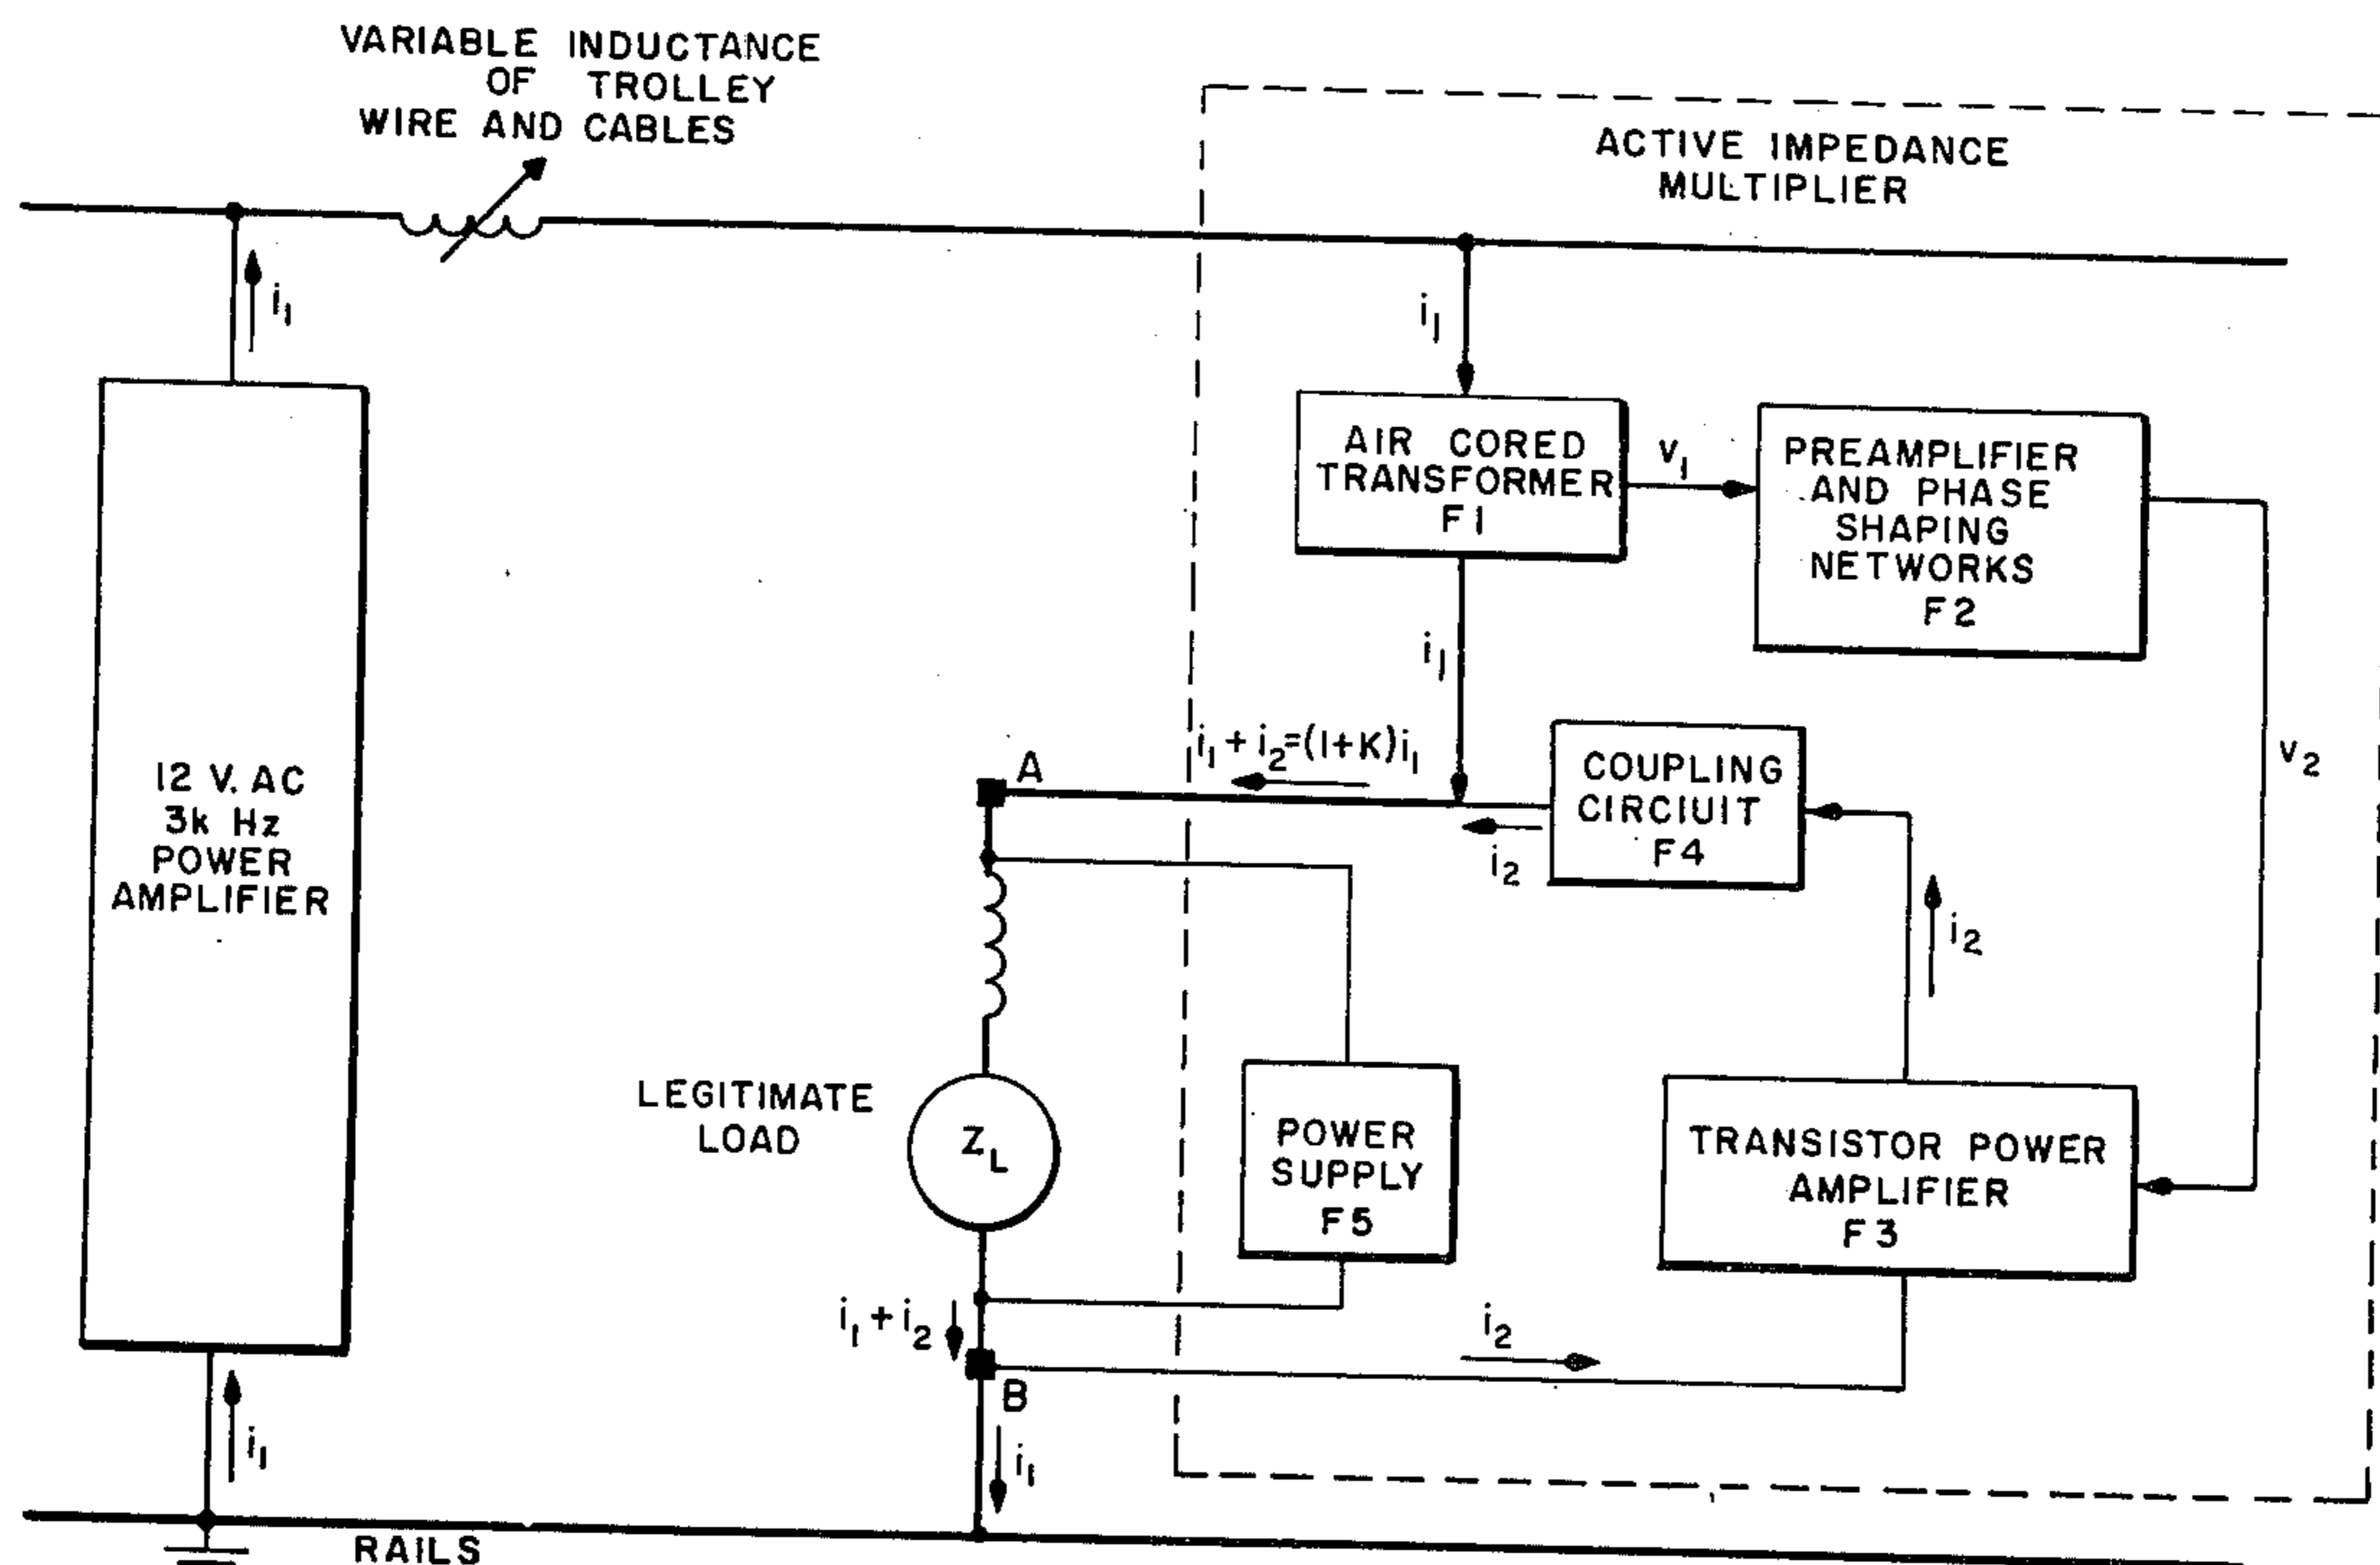 VARIABLE INDUCTANCE
OF TROLLEY
WIRE AND CABLES
ACTIVE IMPEDANCE
MULTIPLIER
i₁
i₁
AIR CORED
TRANSFORMER
F1
v₁
PREAMPLIFIER
AND PHASE
SHAPING
NETWORKS
F2
i₁
i₁ + i₂=(1+K)i₁
A
12 V. AC
3k Hz
POWER
AMPLIFIER
COUPLING
CIRCIUIT
F4
v₂
i₂
i₂
LEGITIMATE
LOAD
Z_L
POWER
SUPPLY
F5
TRANSISTOR POWER
AMPLIFIER
F3
i₁ + i₂
i₂
B
i₁
i₁
RAILS